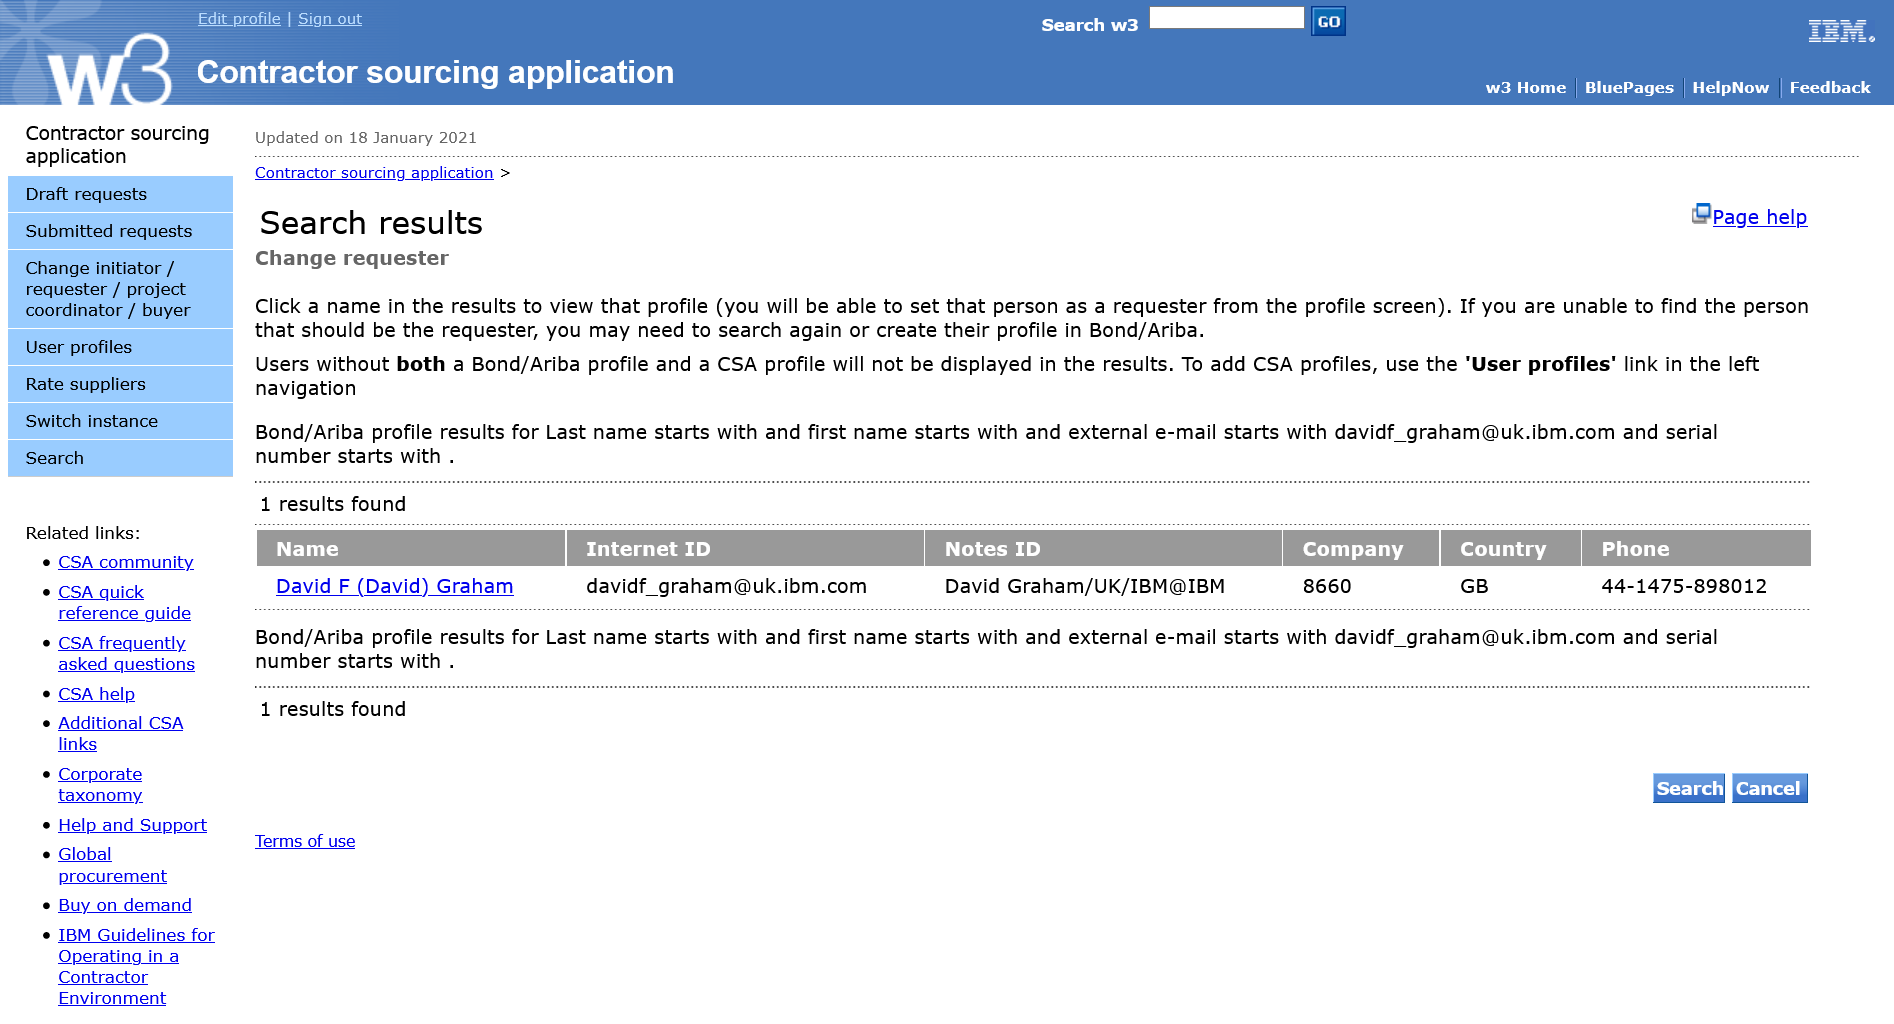 Edit profile | Sign out
Search w3
GO
IBM.
w3
Contractor sourcing application
w3 Home
BluePages
HelpNow
Feedback
Contractor sourcing
application
Draft requests
Submitted requests
Change initiator /
requester / project
coordinator / buyer
User profiles
Rate suppliers
Switch instance
Search
Related links:
• CSA community
• CSA quick
reference guide
• CSA frequently
asked questions
• CSA help
• Additional CSA
links
• Corporate
taxonomy
• Help and Support
• Global
procurement
• Buy on demand
• IBM Guidelines for
Operating in a
Contractor
Environment
Updated on 18 January 2021
Contractor sourcing application >
Search results
Page help
Change requester
Click a name in the results to view that profile (you will be able to set that person as a requester from the profile screen). If you are unable to find the person
that should be the requester, you may need to search again or create their profile in Bond/Ariba.
Users without both a Bond/Ariba profile and a CSA profile will not be displayed in the results. To add CSA profiles, use the 'User profiles' link in the left
navigation
Bond/Ariba profile results for Last name starts with and first name starts with and external e-mail starts with davidf_graham@uk.ibm.com and serial
number starts with .
1 results found
Name Internet ID Notes ID Company Country Phone
David F (David) Graham davidf_graham@uk.ibm.com David Graham/UK/IBM@IBM 8660 GB 44-1475-898012
Bond/Ariba profile results for Last name starts with and first name starts with and external e-mail starts with davidf_graham@uk.ibm.com and serial
number starts with .
1 results found
Search Cancel
Terms of use